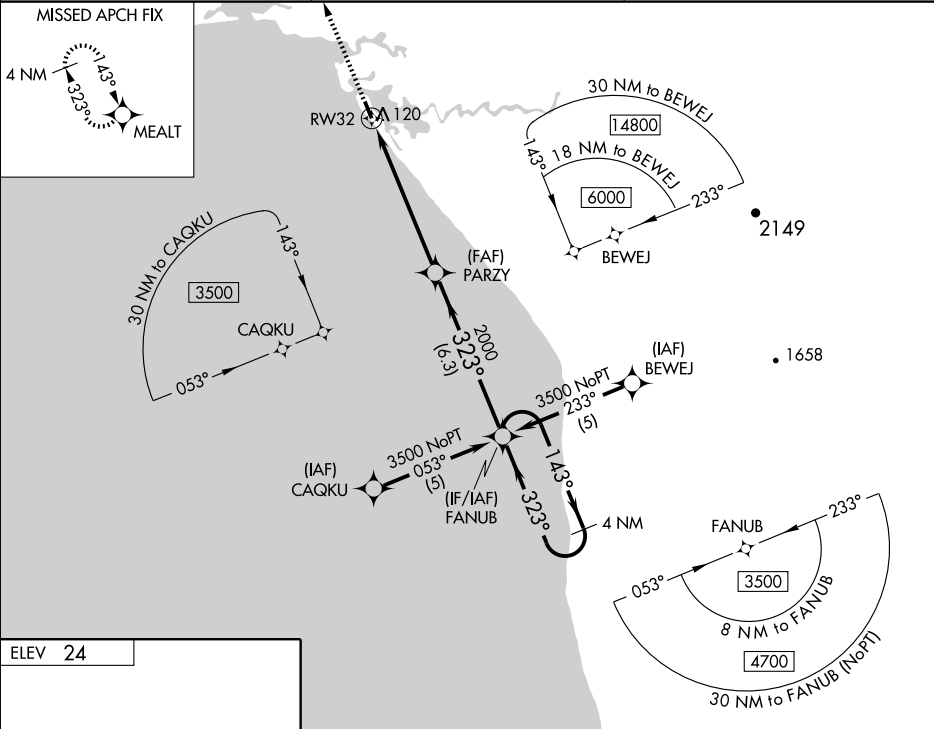 MISSED APCH FIX
4 NM
143°
323°
MEALT
RW32
120
30 NM to BEWEJ
14800
143°
18 NM to BEWEJ
6000
233°
BEWEJ
2149
30 NM to CAQKU
143°
3500
CAQKU
053°
(FAF)
PARZY
2000
323°
(6.3)
1658
(IAF)
BEWEJ
3500 NoPT
233°
(5)
3500 NoPT
053°
(5)
(IAF)
CAQKU
(IF/IAF)
FANUB
143°
323°
4 NM
233°
FANUB
053°
3500
8 NM to FANUB
4700
30 NM to FANUB (NoPT)
ELEV 24